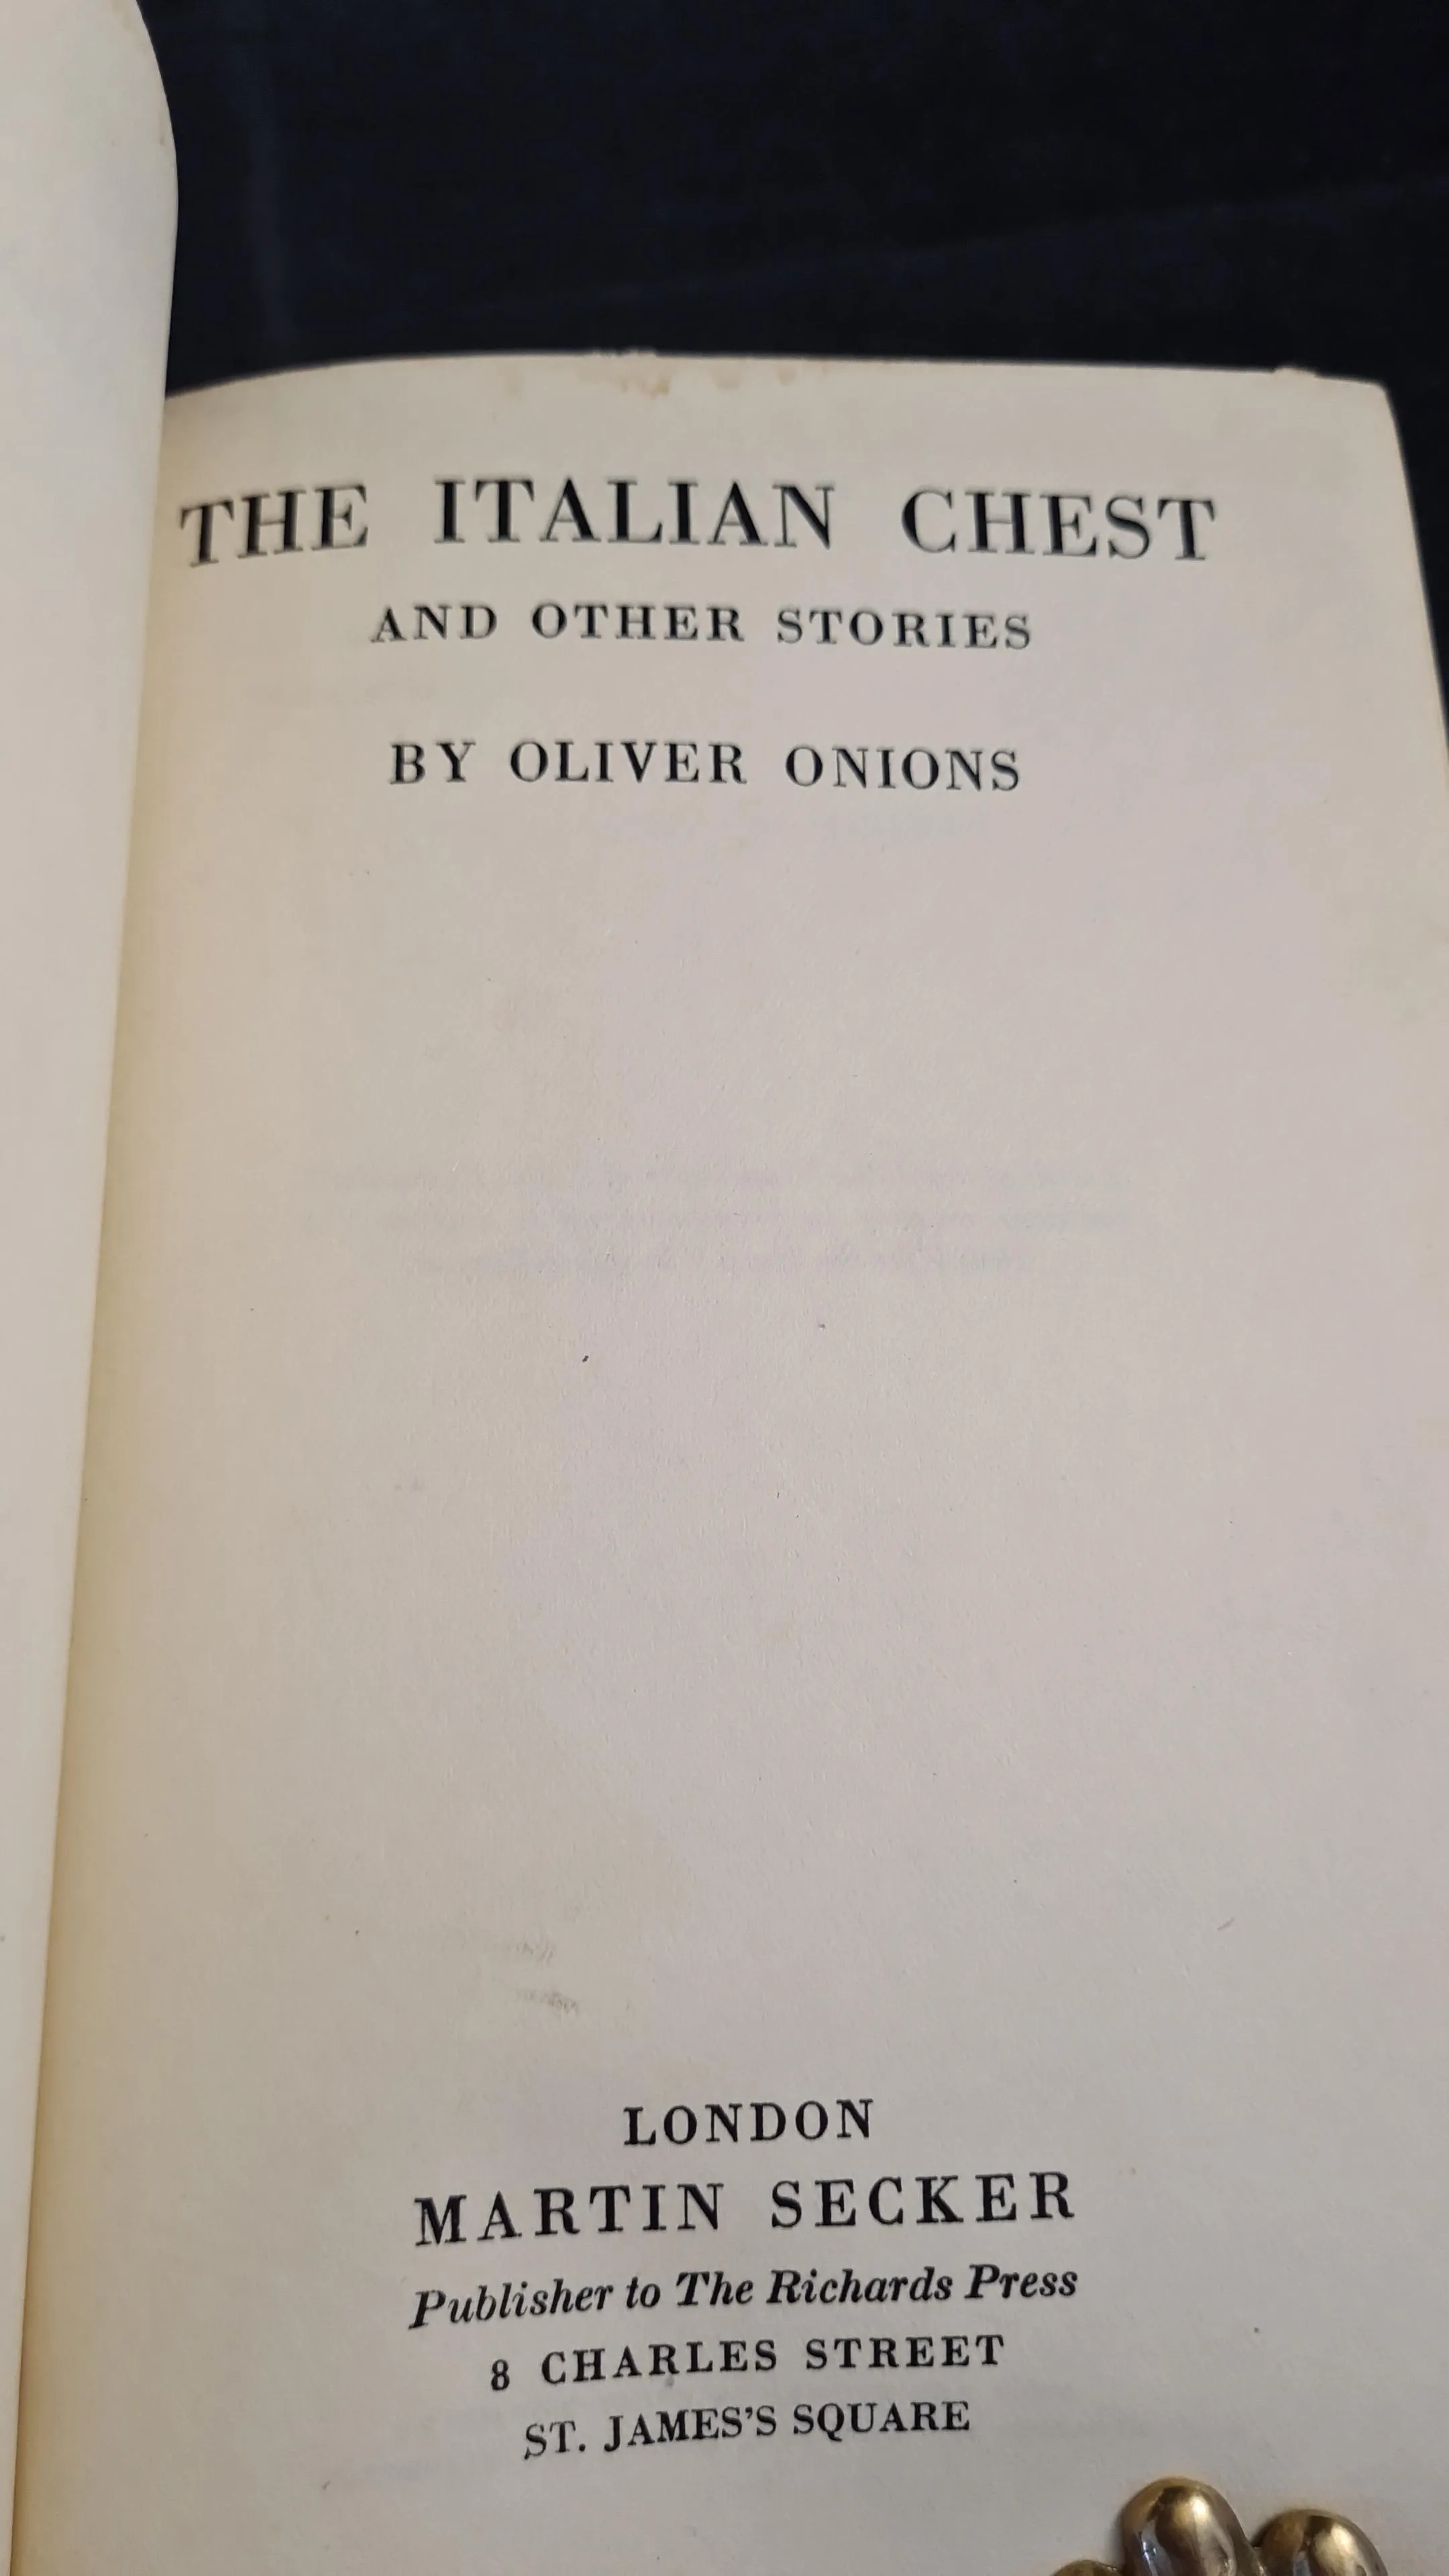 THE ITALIAN CHEST
AND OTHER STORIES
BY OLIVER ONIONS
LONDON
MARTIN SECKER
Publisher to The Richards Press
8 CHARLES STREET
ST. JAMES'S SQUARE